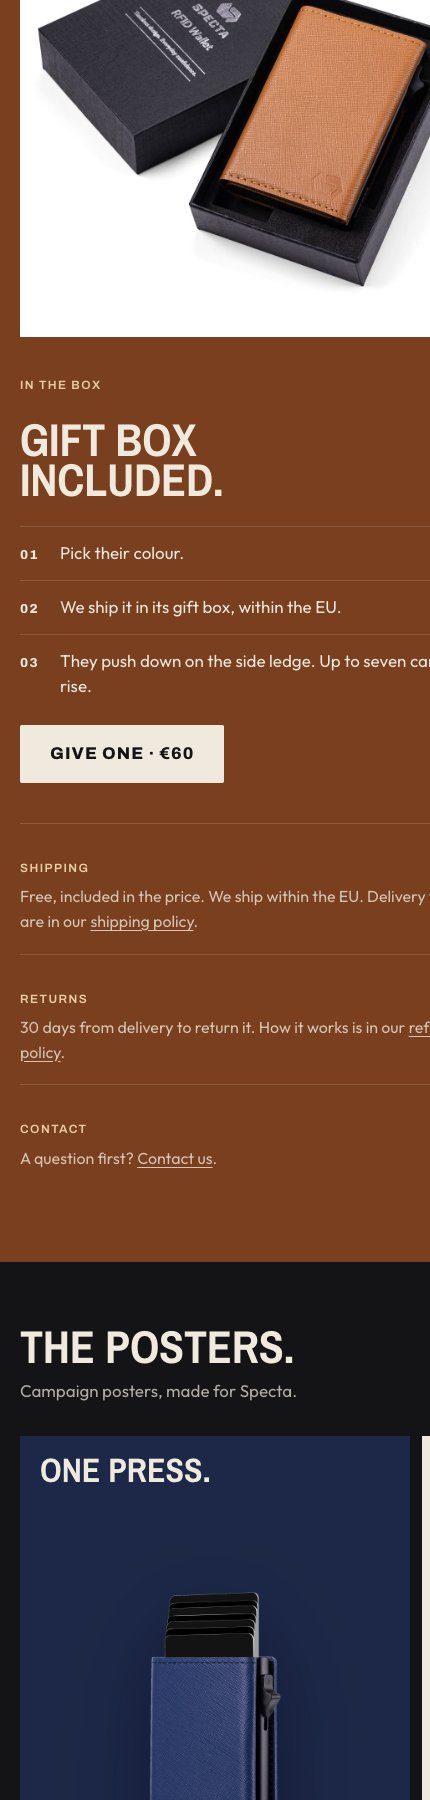 SPECTA
RFID Wallet
IN THE BOX
GIFT BOX
INCLUDED.
01 Pick their colour.
02 We ship it in its gift box, within the EU.
03 They push down on the side ledge. Up to seven
rise.
GIVE ONE · €60
SHIPPING
Free, included in the price. We ship within the EU. Delivery
are in our shipping policy.
RETURNS
30 days from delivery to return it. How it works is in our
policy.
CONTACT
A question first? Contact us.
THE POSTERS.
Campaign posters, made for Specta.
ONE PRESS.